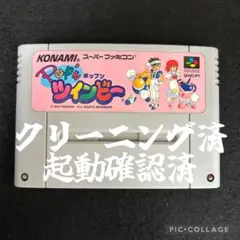 KONAMI スーパーファミコン
Pop'n ポップン
ツインビー
クリーニング済
起動確認済
PIC•COLLAGE